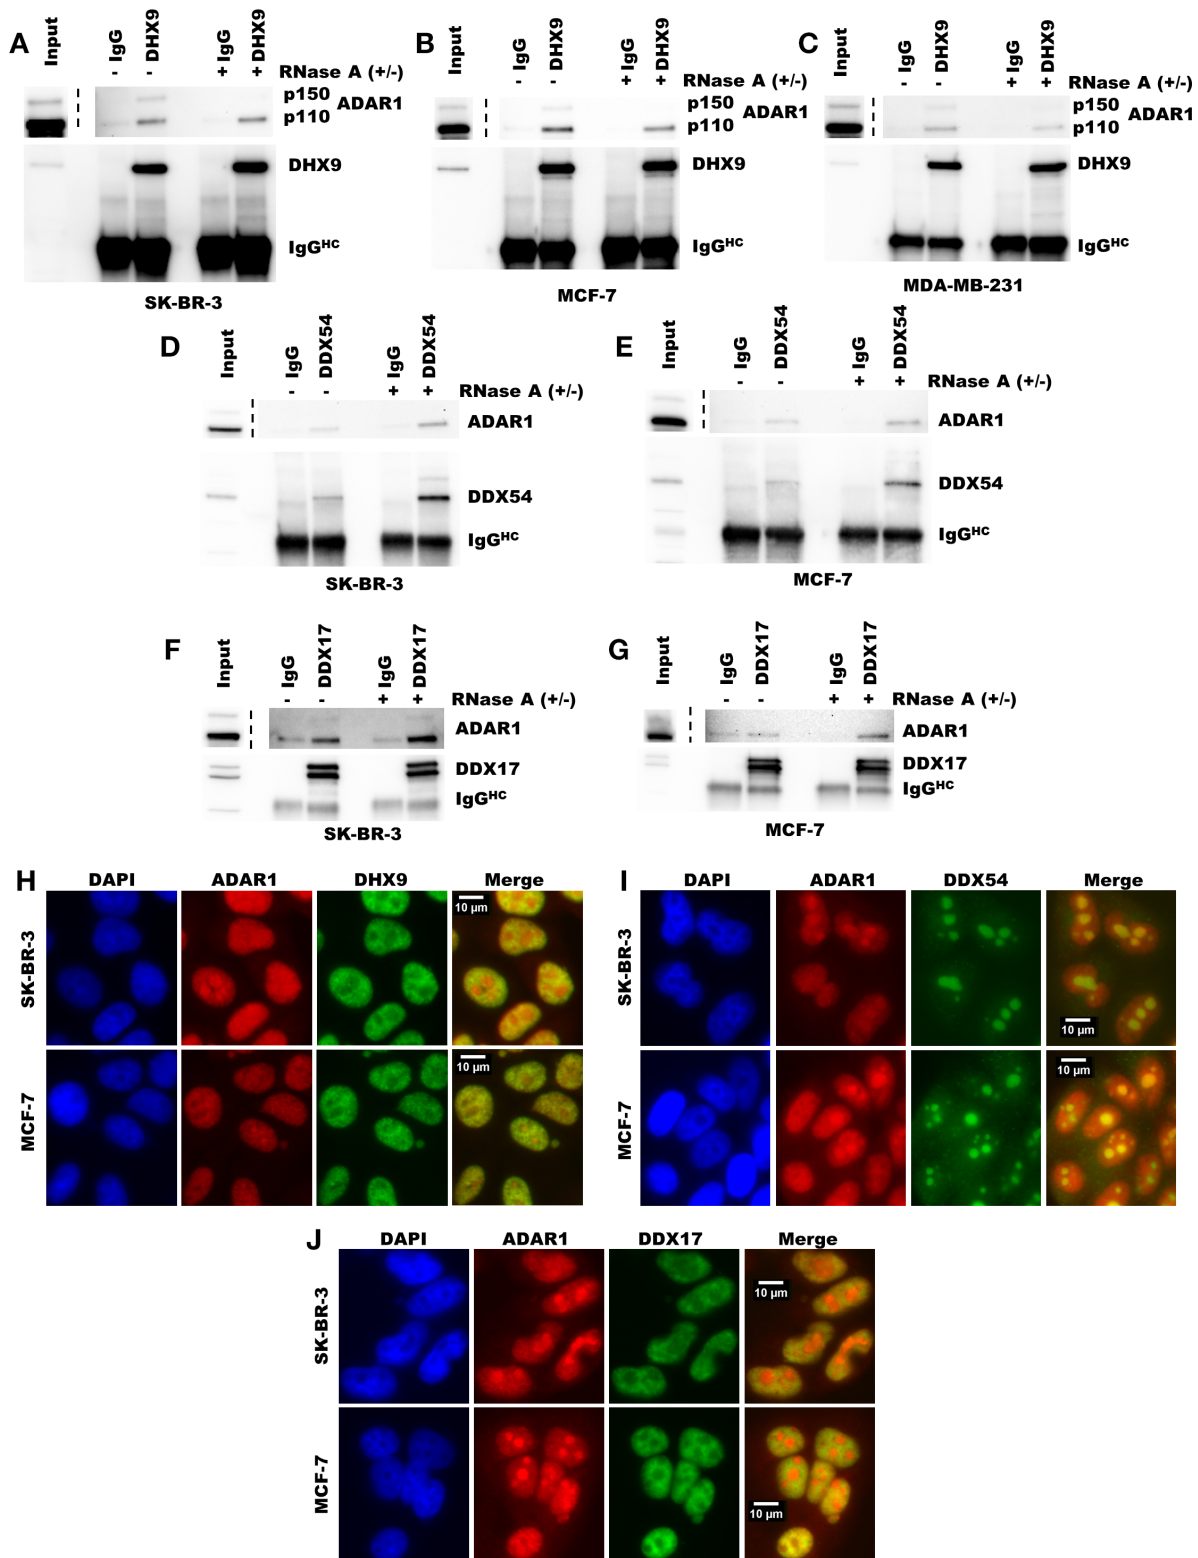 A
Input
IgG
DHX9
IgG
DHX9
- - + +
RNase A (+/-)
p150
p110
ADAR1
DHX9
IgGHC
SK-BR-3
B
Input
IgG
DHX9
IgG
DHX9
- - + +
RNase A (+/-)
p150
p110
ADAR1
DHX9
IgGHC
MCF-7
C
Input
IgG
DHX9
IgG
DHX9
- - + +
RNase A (+/-)
p150
p110
ADAR1
DHX9
IgGHC
MDA-MB-231
D
Input
IgG
DDX54
IgG
DDX54
- - + +
RNase A (+/-)
ADAR1
DDX54
IgGHC
SK-BR-3
E
Input
IgG
DDX54
IgG
DDX54
- - + +
RNase A (+/-)
ADAR1
DDX54
IgGHC
MCF-7
F
Input
IgG
DDX17
IgG
DDX17
- - + +
RNase A (+/-)
ADAR1
DDX17
IgGHC
SK-BR-3
G
Input
IgG
DDX17
IgG
DDX17
- - + +
RNase A (+/-)
ADAR1
DDX17
IgGHC
MCF-7
H
DAPI ADAR1 DHX9 Merge
SK-BR-3
10 µm
MCF-7
10 µm
I
DAPI ADAR1 DDX54 Merge
SK-BR-3
10 µm
MCF-7
10 µm
J
DAPI ADAR1 DDX17 Merge
SK-BR-3
10 µm
MCF-7
10 µm